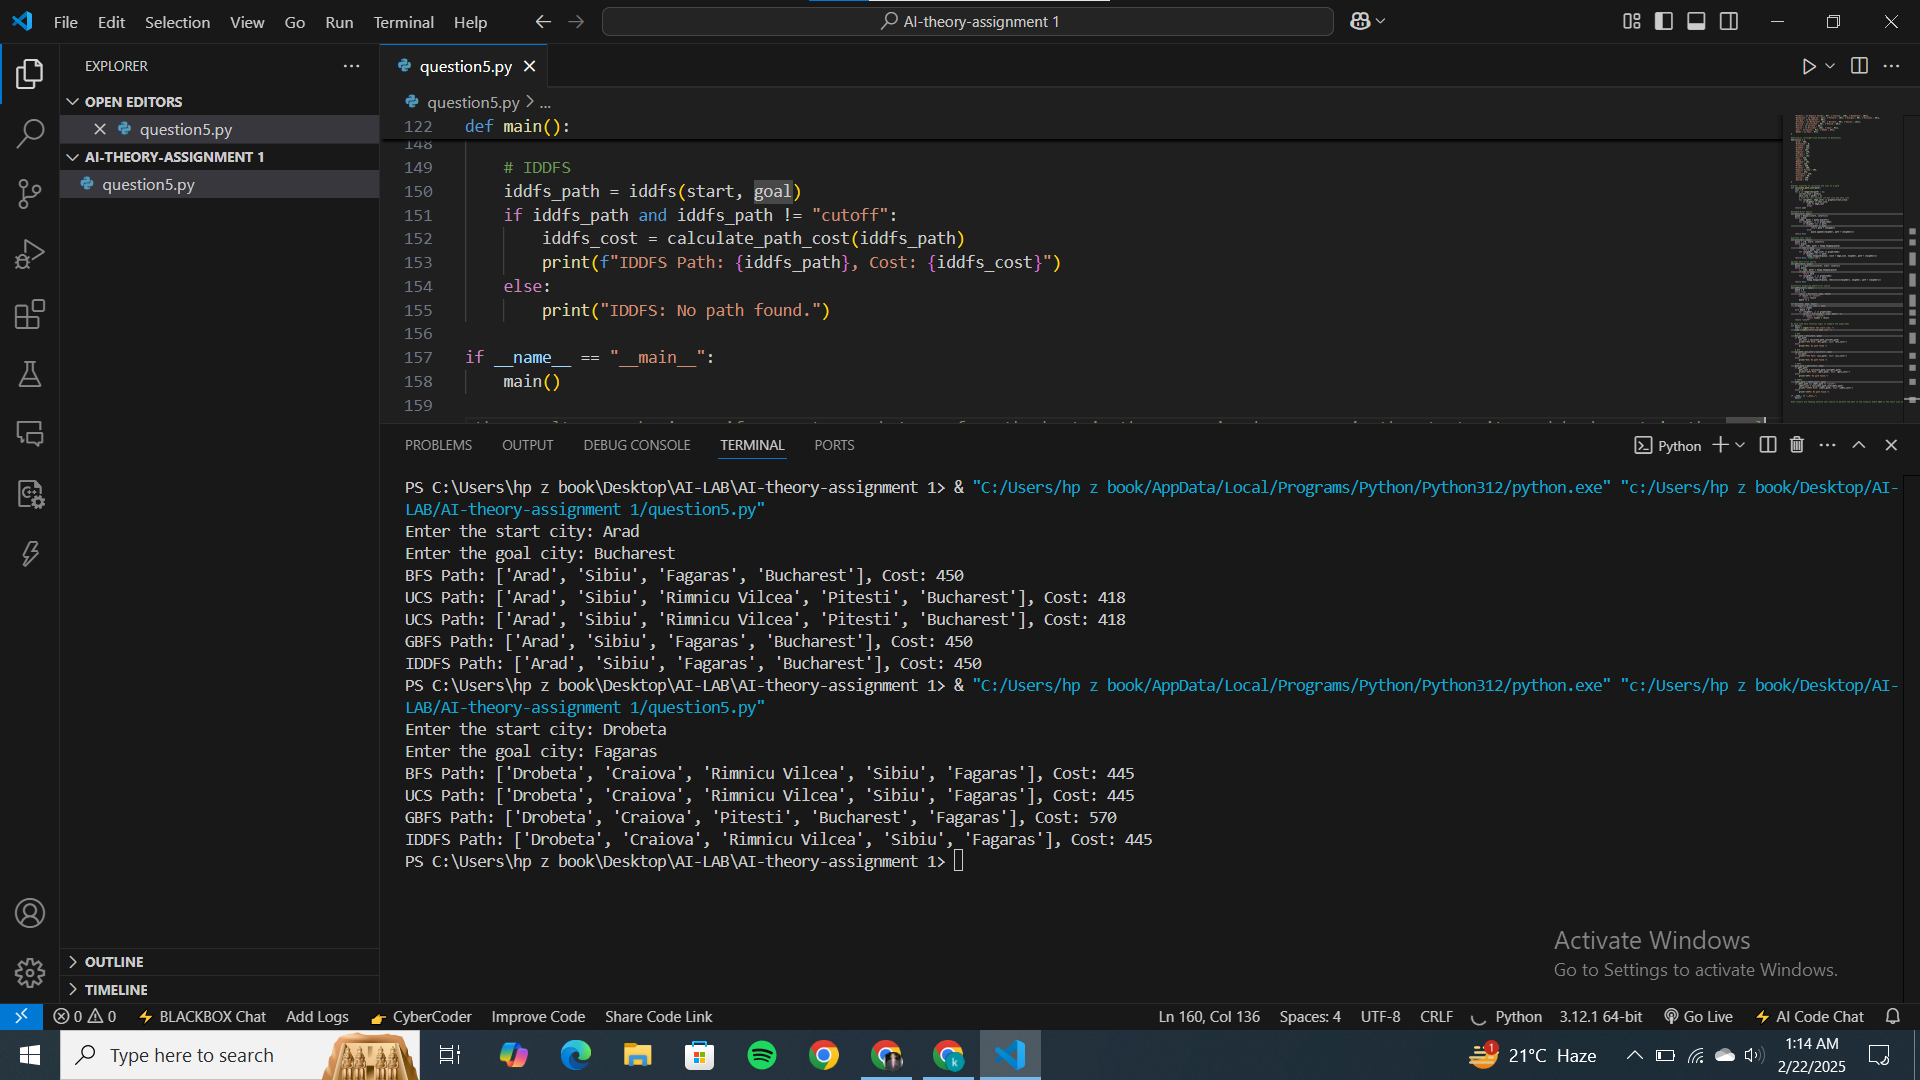 File Edit Selection View Go Run Terminal Help
AI-theory-assignment 1
EXPLORER
OPEN EDITORS
question5.py
AI-THEORY-ASSIGNMENT 1
question5.py
OUTLINE
TIMELINE
question5.py
question5.py > ...
122 def main():
148
149 # IDDFS
150 iddfs_path = iddfs(start, goal)
151 if iddfs_path and iddfs_path != "cutoff":
152 iddfs_cost = calculate_path_cost(iddfs_path)
153 print(f"IDDFS Path: {iddfs_path}, Cost: {iddfs_cost}")
154 else:
155 print("IDDFS: No path found.")
156
157 if __name__ == "__main__":
158 main()
159
PROBLEMS OUTPUT DEBUG CONSOLE TERMINAL PORTS
Python
PS C:\Users\hp z book\Desktop\AI-LAB\AI-theory-assignment 1> & "C:/Users/hp z book/AppData/Local/Programs/Python/Python312/python.exe" "c:/Users/hp z book/Desktop/AI-
LAB/AI-theory-assignment 1/question5.py"
Enter the start city: Arad
Enter the goal city: Bucharest
BFS Path: ['Arad', 'Sibiu', 'Fagaras', 'Bucharest'], Cost: 450
UCS Path: ['Arad', 'Sibiu', 'Rimnicu Vilcea', 'Pitesti', 'Bucharest'], Cost: 418
UCS Path: ['Arad', 'Sibiu', 'Rimnicu Vilcea', 'Pitesti', 'Bucharest'], Cost: 418
GBFS Path: ['Arad', 'Sibiu', 'Fagaras', 'Bucharest'], Cost: 450
IDDFS Path: ['Arad', 'Sibiu', 'Fagaras', 'Bucharest'], Cost: 450
PS C:\Users\hp z book\Desktop\AI-LAB\AI-theory-assignment 1> & "C:/Users/hp z book/AppData/Local/Programs/Python/Python312/python.exe" "c:/Users/hp z book/Desktop/AI-
LAB/AI-theory-assignment 1/question5.py"
Enter the start city: Drobeta
Enter the goal city: Fagaras
BFS Path: ['Drobeta', 'Craiova', 'Rimnicu Vilcea', 'Sibiu', 'Fagaras'], Cost: 445
UCS Path: ['Drobeta', 'Craiova', 'Rimnicu Vilcea', 'Sibiu', 'Fagaras'], Cost: 445
GBFS Path: ['Drobeta', 'Craiova', 'Pitesti', 'Bucharest', 'Fagaras'], Cost: 570
IDDFS Path: ['Drobeta', 'Craiova', 'Rimnicu Vilcea', 'Sibiu', 'Fagaras'], Cost: 445
PS C:\Users\hp z book\Desktop\AI-LAB\AI-theory-assignment 1>
Activate Windows
Go to Settings to activate Windows.
0 0 BLACKBOX Chat Add Logs CyberCoder Improve Code Share Code Link Ln 160, Col 136 Spaces: 4 UTF-8 CRLF Python 3.12.1 64-bit Go Live AI Code Chat
Type here to search
1
21°C Haze
1:14 AM
2/22/2025